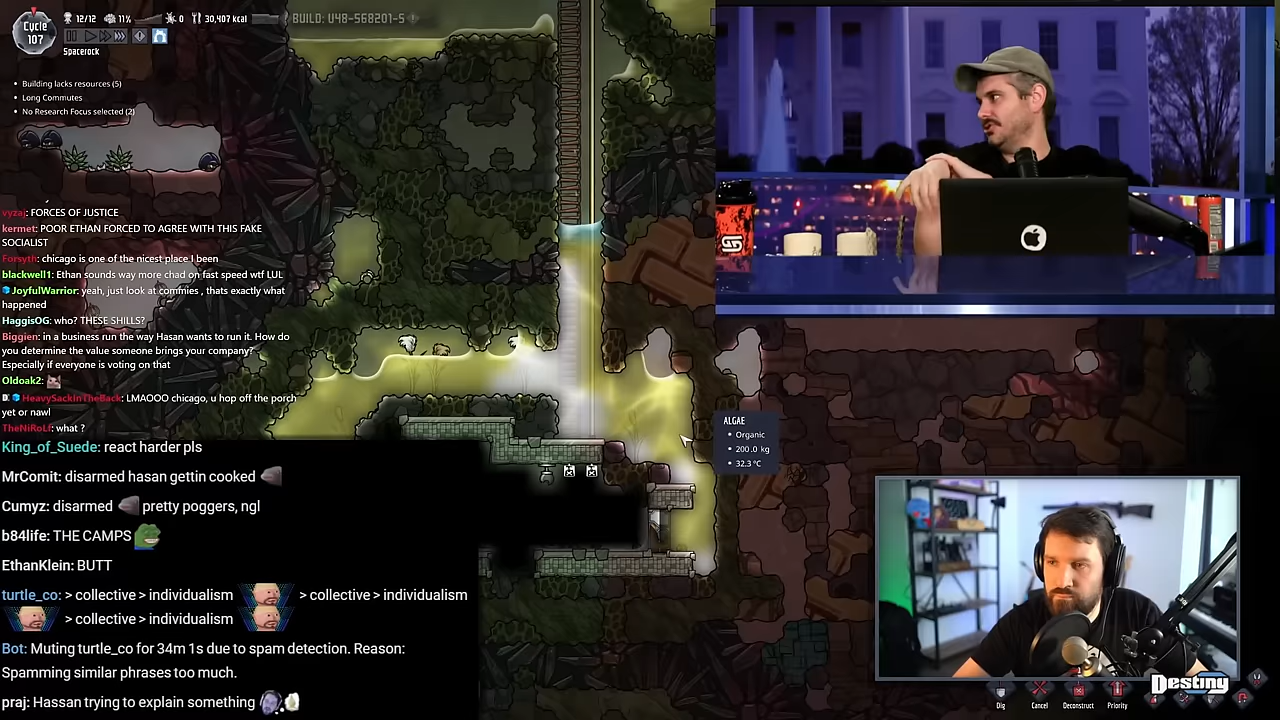 Cycle
107
12/12
11%
0
30,407 kcal
BUILD: U48-568201-S
Spacerock
• Building lacks resources (5)
• Long Commutes
• No Research Focus selected (2)
vyzaj: FORCES OF JUSTICE
kermet: POOR ETHAN FORCED TO AGREE WITH THIS FAKE
SOCIALIST
Forsyth: chicago is one of the nicest place I been
blackwell1: Ethan sounds way more chad on fast speed wtf LUL
JoyfulWarrior: yeah, just look at commies , thats exactly what
happened
HaggisOG: who? THESE SHILLS?
Biggien: in a business run the way Hasan wants to run it. How do
you determine the value someone brings your company?
Especially if everyone is voting on that
Oldoak2:
HeavySackInTheBack: LMAOOO chicago, u hop off the porch
yet or nawl
TheNiRoLf: what ?
King_of_Suede: react harder pls
MrComit: disarmed hasan gettin cooked
Cumyz: disarmed pretty poggers, ngl
b84life: THE CAMPS
EthanKlein: BUTT
turtle_co: > collective > individualism > collective > individualism
> collective > individualism
Bot: Muting turtle_co for 34m 1s due to spam detection. Reason:
Spamming similar phrases too much.
praj: Hassan trying to explain something
ALGAE
• Organic
• 200.0 kg
• 32.3 °C
Destiny
Dig
Cancel
Deconstruct
Priority